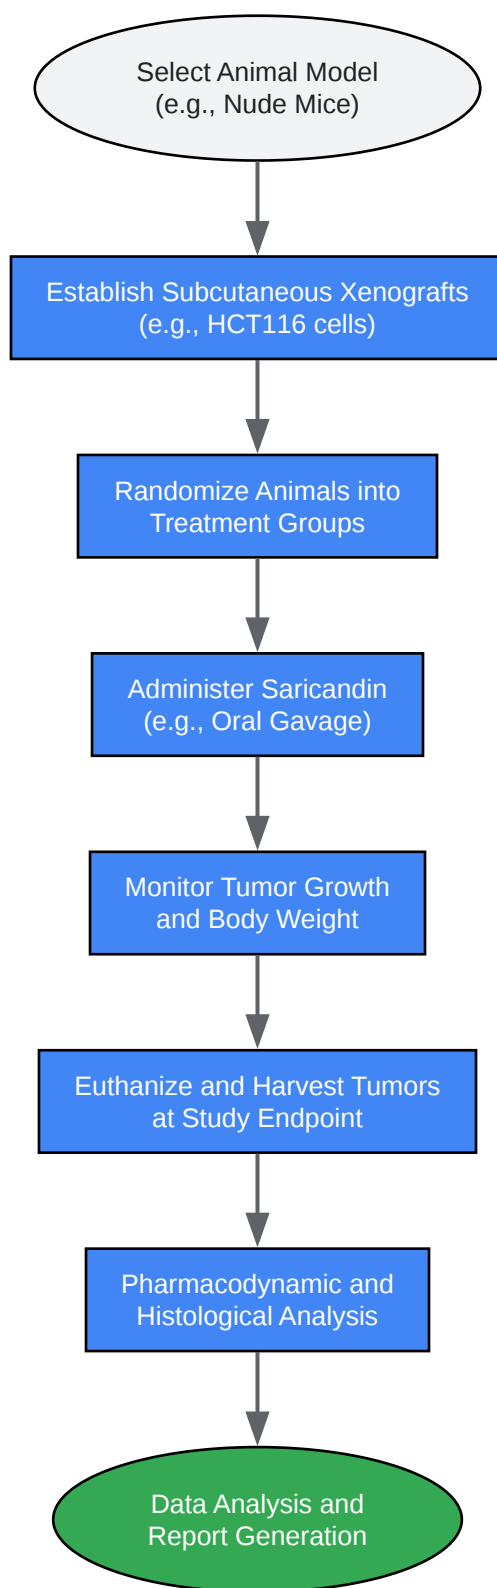 Select Animal Model
(e.g., Nude Mice)
Establish Subcutaneous Xenografts
(e.g., HCT116 cells)
Randomize Animals into
Treatment Groups
Administer Saricandin
(e.g., Oral Gavage)
Monitor Tumor Growth
and Body Weight
Euthanize and Harvest Tumors
at Study Endpoint
Pharmacodynamic and
Histological Analysis
Data Analysis and
Report Generation